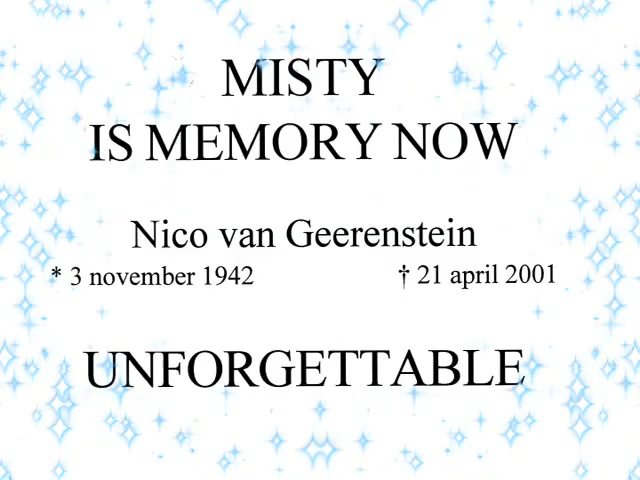 MISTY
IS MEMORY NOW
Nico van Geerenstein
* 3 november 1942 † 21 april 2001
UNFORGETTABLE